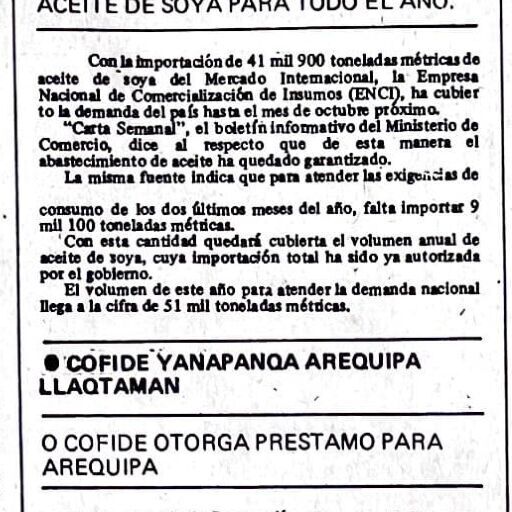 ACEITE DE SOYA PARA TODO EL AÑO.
Con la importación de 41 mil 900 toneladas métricas de
aceite de soya del Mercado Internacional, la Empresa
Nacional de Comercialización de Insumos (ENCI), ha cubier
to la demanda del país hasta el mes de octubre próximo.
"Carta Semanal", el boletín informativo del Ministerio de
Comercio, dice al respecto que de esta manera el
abastecimiento de aceite ha quedado garantizado.
La misma fuente indica que para atender las exigencias de
consumo de los dos últimos meses del año, falta importar 9
mil 100 toneladas métricas.
Con esta cantidad quedará cubierta el volumen anual de
aceite de soya, cuya importación total ha sido ya autorizada
por el gobierno.
El volumen de este año para atender la demanda nacional
llega a la cifra de 51 mil toneladas métricas.
● COFIDE YANAPANQA AREQUIPA
LLAQTAMAN
O COFIDE OTORGA PRESTAMO PARA
AREQUIPA